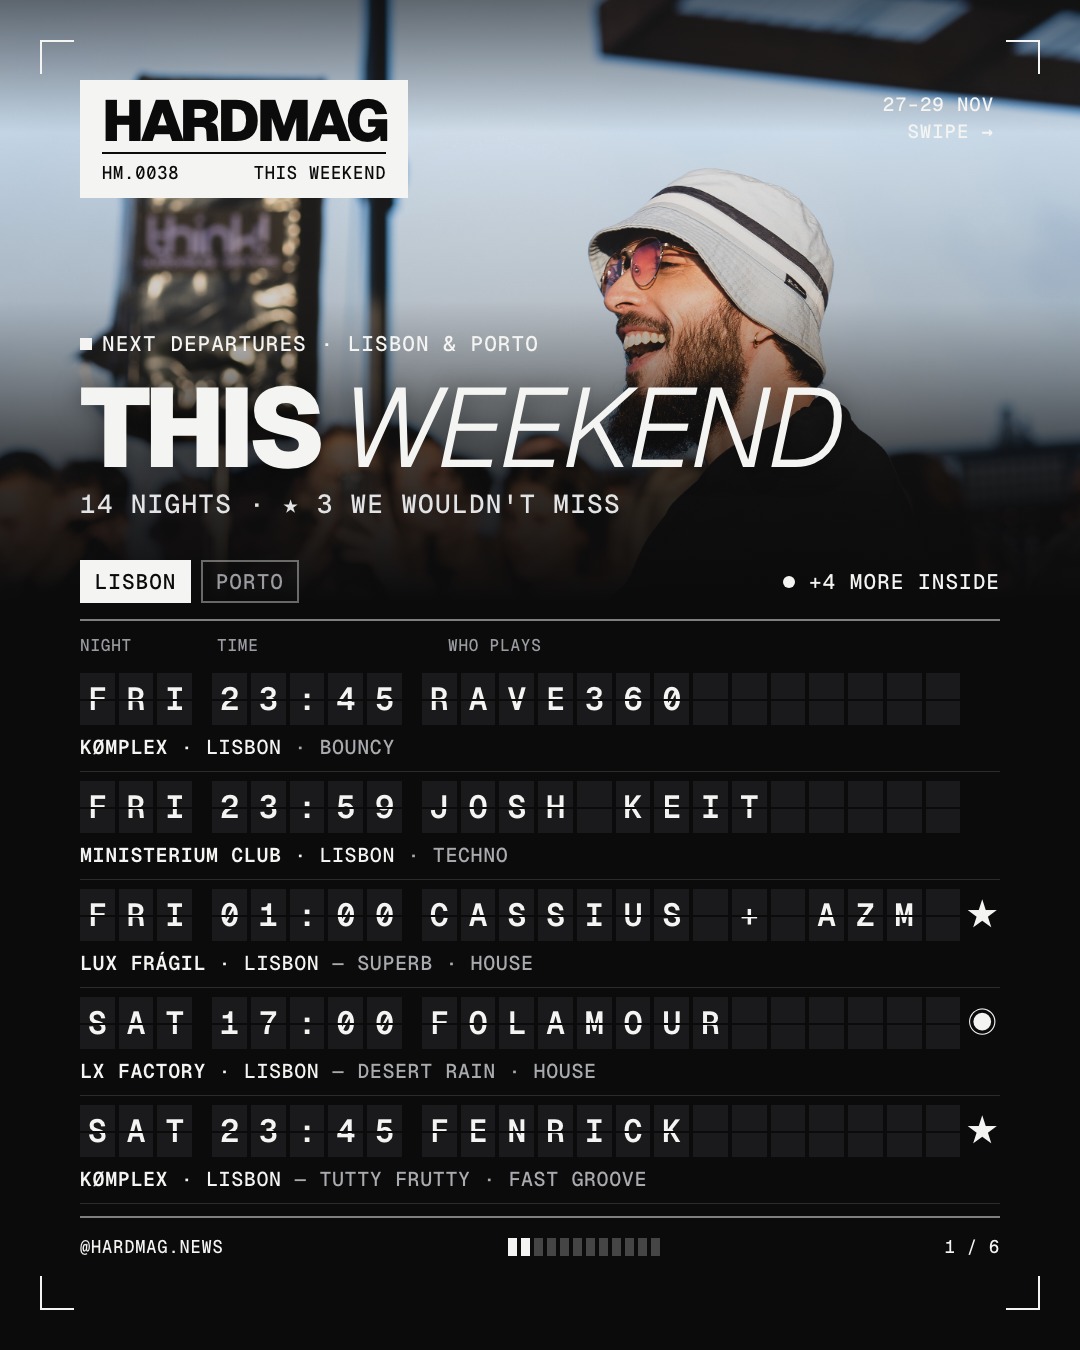 HARDMAG
HM.0038 THIS WEEKEND
27–29 NOV
SWIPE →
think!
■ NEXT DEPARTURES · LISBON & PORTO
THIS WEEKEND
14 NIGHTS · ★ 3 WE WOULDN'T MISS
LISBON PORTO ● +4 MORE INSIDE
NIGHT TIME WHO PLAYS
FRI 23:45 RAVE360
KØMPLEX · LISBON · BOUNCY
FRI 23:59 JOSH KEIT
MINISTERIUM CLUB · LISBON · TECHNO
FRI 01:00 CASSIUS + AZM ★
LUX FRÁGIL · LISBON — SUPERB · HOUSE
SAT 17:00 FOLAMOUR ◉
LX FACTORY · LISBON — DESERT RAIN · HOUSE
SAT 23:45 FENRICK ★
KØMPLEX · LISBON — TUTTY FRUTTY · FAST GROOVE
@HARDMAG.NEWS 1 / 6